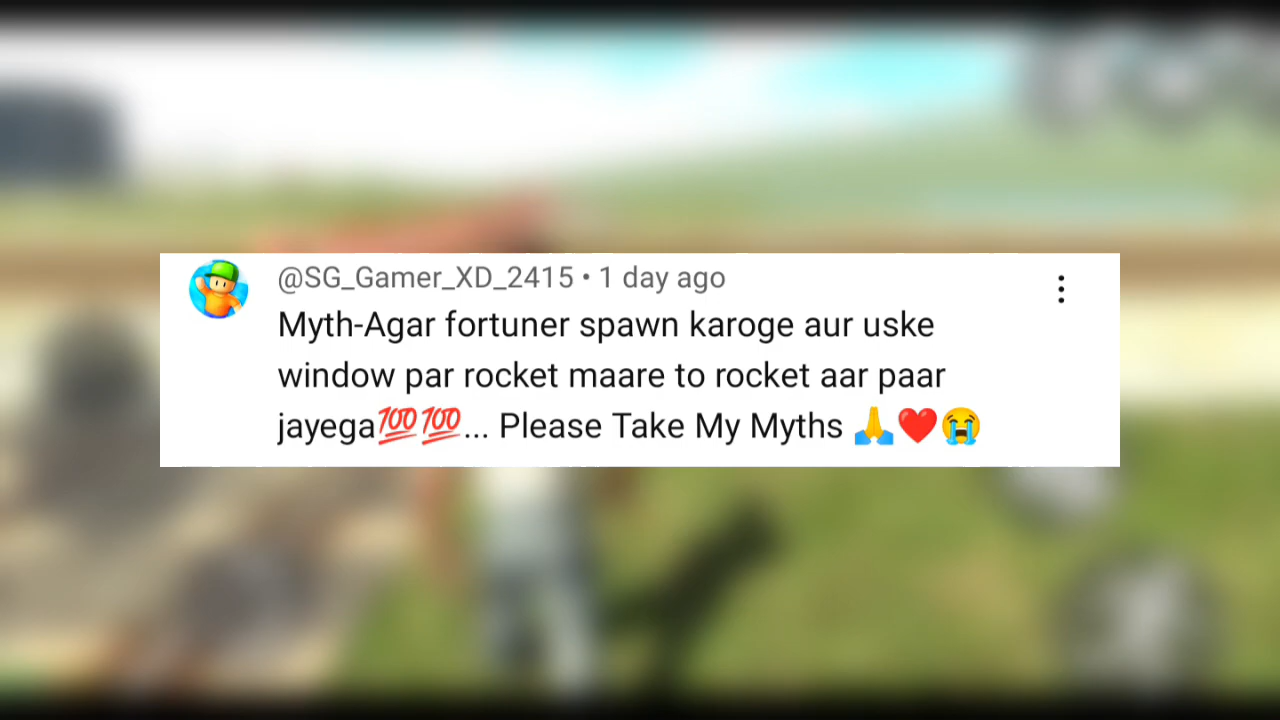 @SG_Gamer_XD_2415 • 1 day ago
Myth-Agar fortuner spawn karoge aur uske
window par rocket maare to rocket aar paar
jayega💯💯... Please Take My Myths 🙏❤️😭